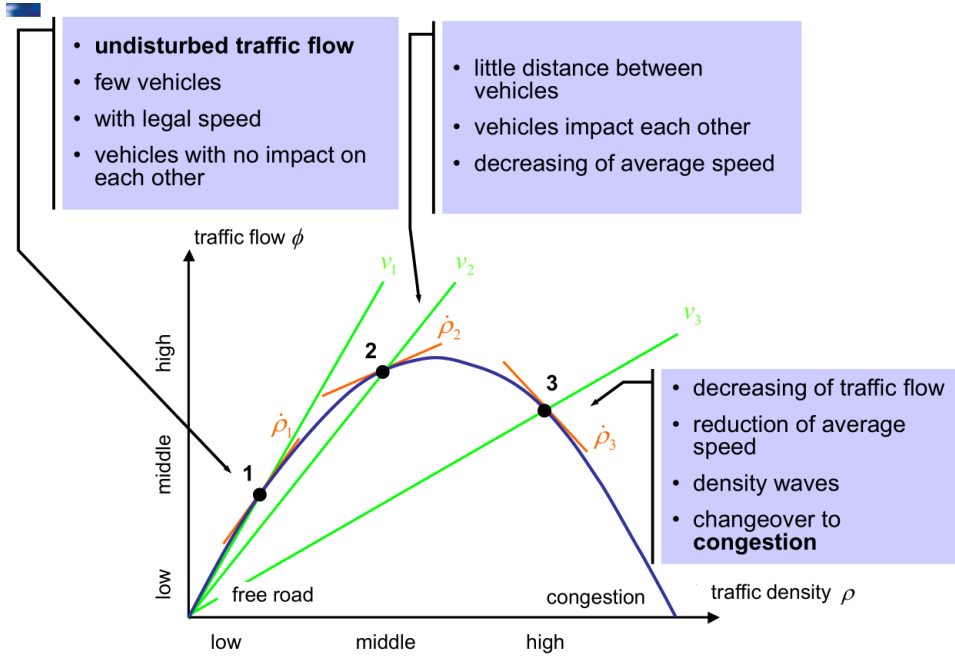 • undisturbed traffic flow
• few vehicles
• with legal speed
• vehicles with no impact on
each other
• little distance between
vehicles
• vehicles impact each other
• decreasing of average speed
traffic flow ϕ
v₁
v₂
v₃
high
middle
low
1
2
3
ρ̇₁
ρ̇₂
ρ̇₃
• decreasing of traffic flow
• reduction of average
speed
• density waves
• changeover to
congestion
free road
congestion
traffic density ρ
low
middle
high